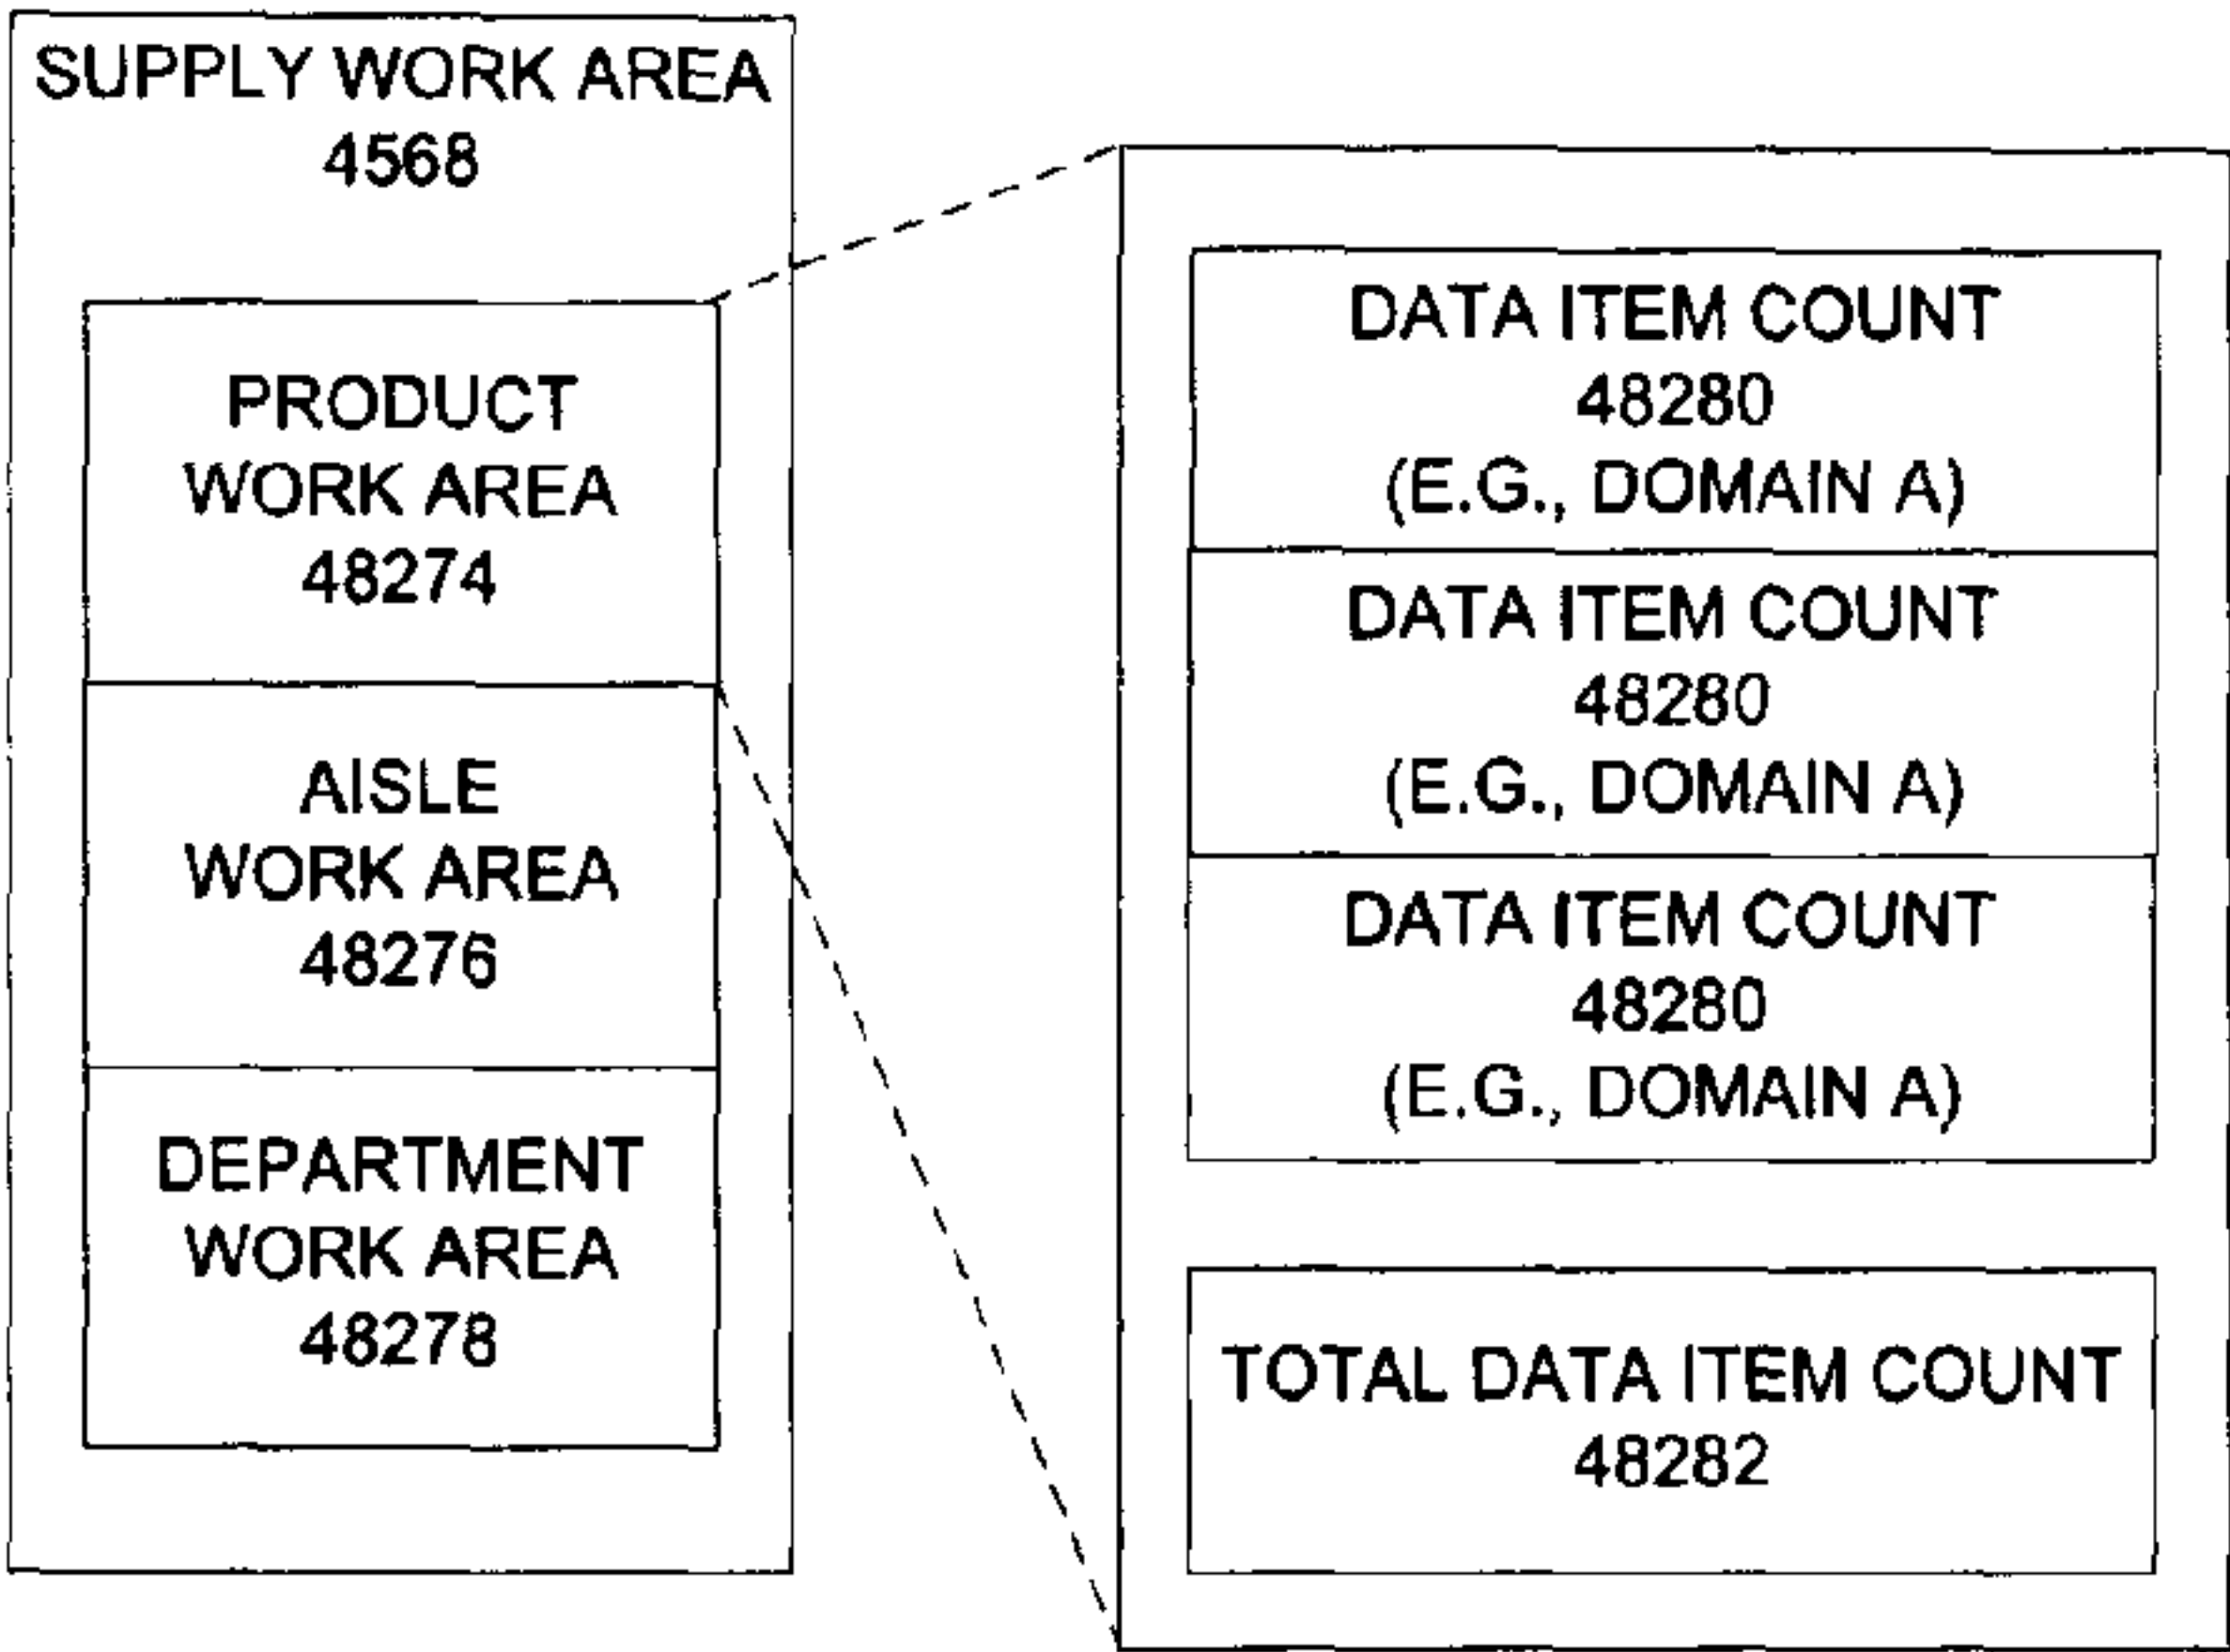 SUPPLY WORK AREA
4568
PRODUCT
WORK AREA
48274
AISLE
WORK AREA
48276
DEPARTMENT
WORK AREA
48278
DATA ITEM COUNT
48280
(E.G., DOMAIN A)
DATA ITEM COUNT
48280
(E.G., DOMAIN A)
DATA ITEM COUNT
48280
(E.G., DOMAIN A)
TOTAL DATA ITEM COUNT
48282